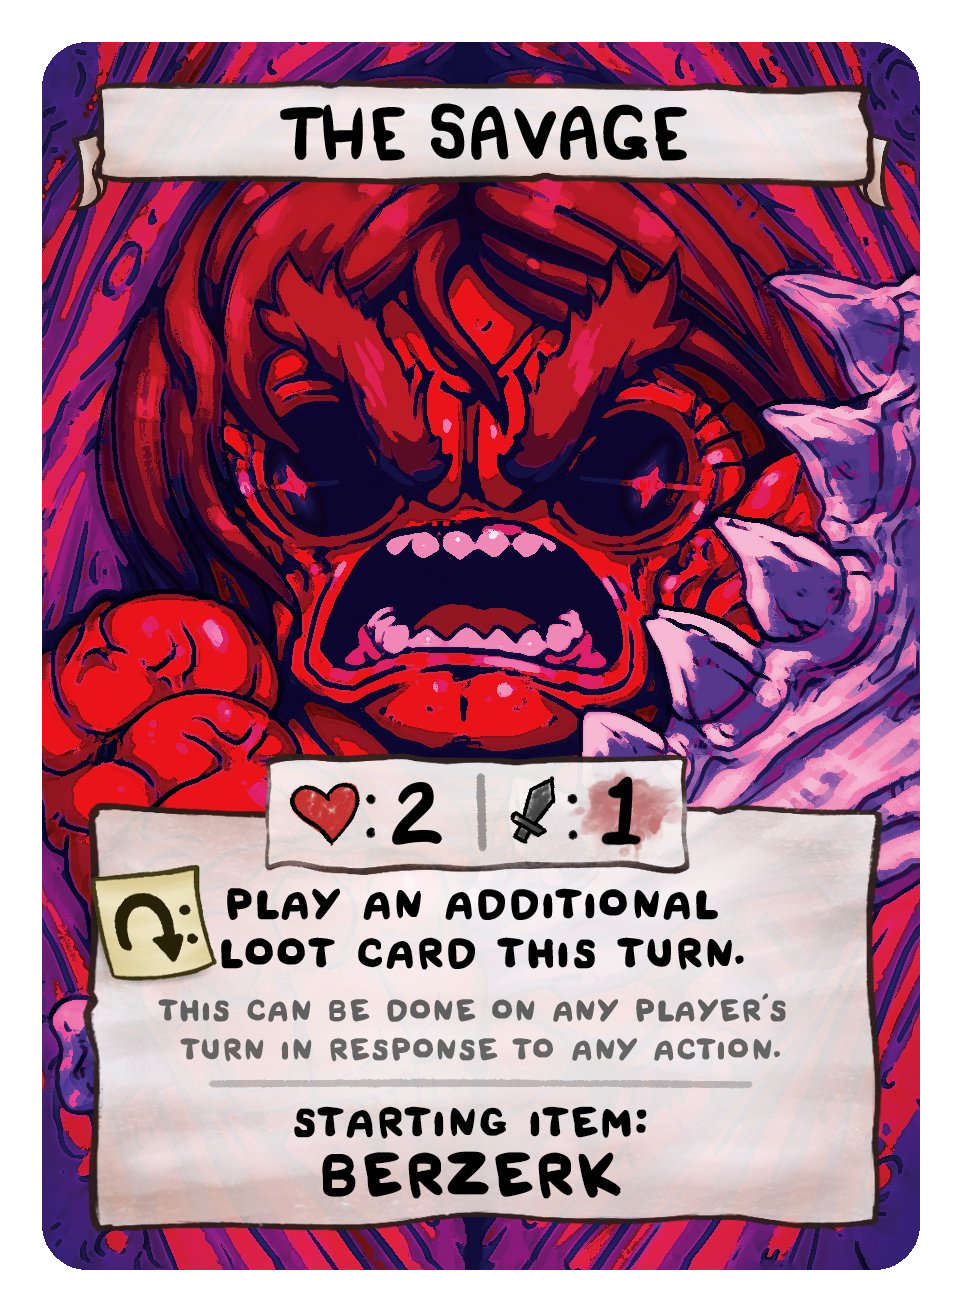 THE SAVAGE
: 2 | : 1
: PLAY AN ADDITIONAL
LOOT CARD THIS TURN.
THIS CAN BE DONE ON ANY PLAYER'S
TURN IN RESPONSE TO ANY ACTION.
STARTING ITEM:
BERZERK